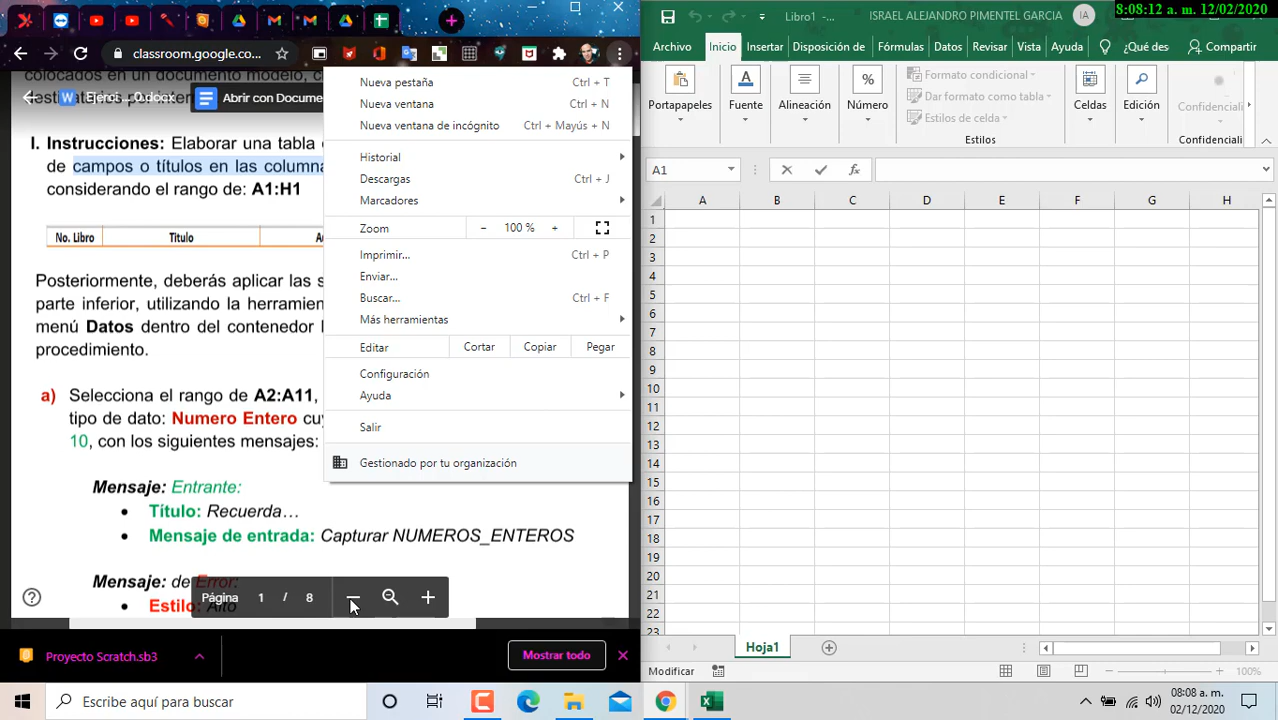 8:08:12 a. m. 12/02/2020
Libro1 -...
ISRAEL ALEJANDRO PIMENTEL GARCIA
IA
classroom.google.co...
Archivo Inicio Insertar Disposición de Fórmulas Datos Revisar Vista Ayuda ¿Qué des Compartir
Portapapeles
Fuente
Alineación
Número
Formato condicional
Dar formato como tabla
Estilos de celda
Estilos
Celdas
Edición
Confidenciali
Confidenciali
A1
fx
A B C D E F G H
1
2
3
4
5
6
7
8
9
10
11
12
13
14
15
16
17
18
19
20
21
22
23
Hoja1
Modificar
100%
colocados en un documento modelo, c
W
Abrir con Docume
I. Instrucciones: Elaborar una tabla
de campos o títulos en las columna
considerando el rango de: A1:H1
No. Libro Titulo
Posteriormente, deberás aplicar las s
parte inferior, utilizando la herramien
menú Datos dentro del contenedor
procedimiento.
a) Selecciona el rango de A2:A11,
tipo de dato: Numero Entero cuy
10, con los siguientes mensajes:
Mensaje: Entrante:
• Título: Recuerda…
• Mensaje de entrada: Capturar NUMEROS_ENTEROS
Mensaje: de Error:
• Estilo: Alto
Página 1 / 8
Nueva pestaña Ctrl + T
Nueva ventana Ctrl + N
Nueva ventana de incógnito Ctrl + Mayús + N
Historial
Descargas Ctrl + J
Marcadores
Zoom - 100 % +
Imprimir... Ctrl + P
Enviar...
Buscar... Ctrl + F
Más herramientas
Editar Cortar Copiar Pegar
Configuración
Ayuda
Salir
Gestionado por tu organización
Proyecto Scratch.sb3
Mostrar todo
Escribe aquí para buscar
08:08 a. m.
02/12/2020